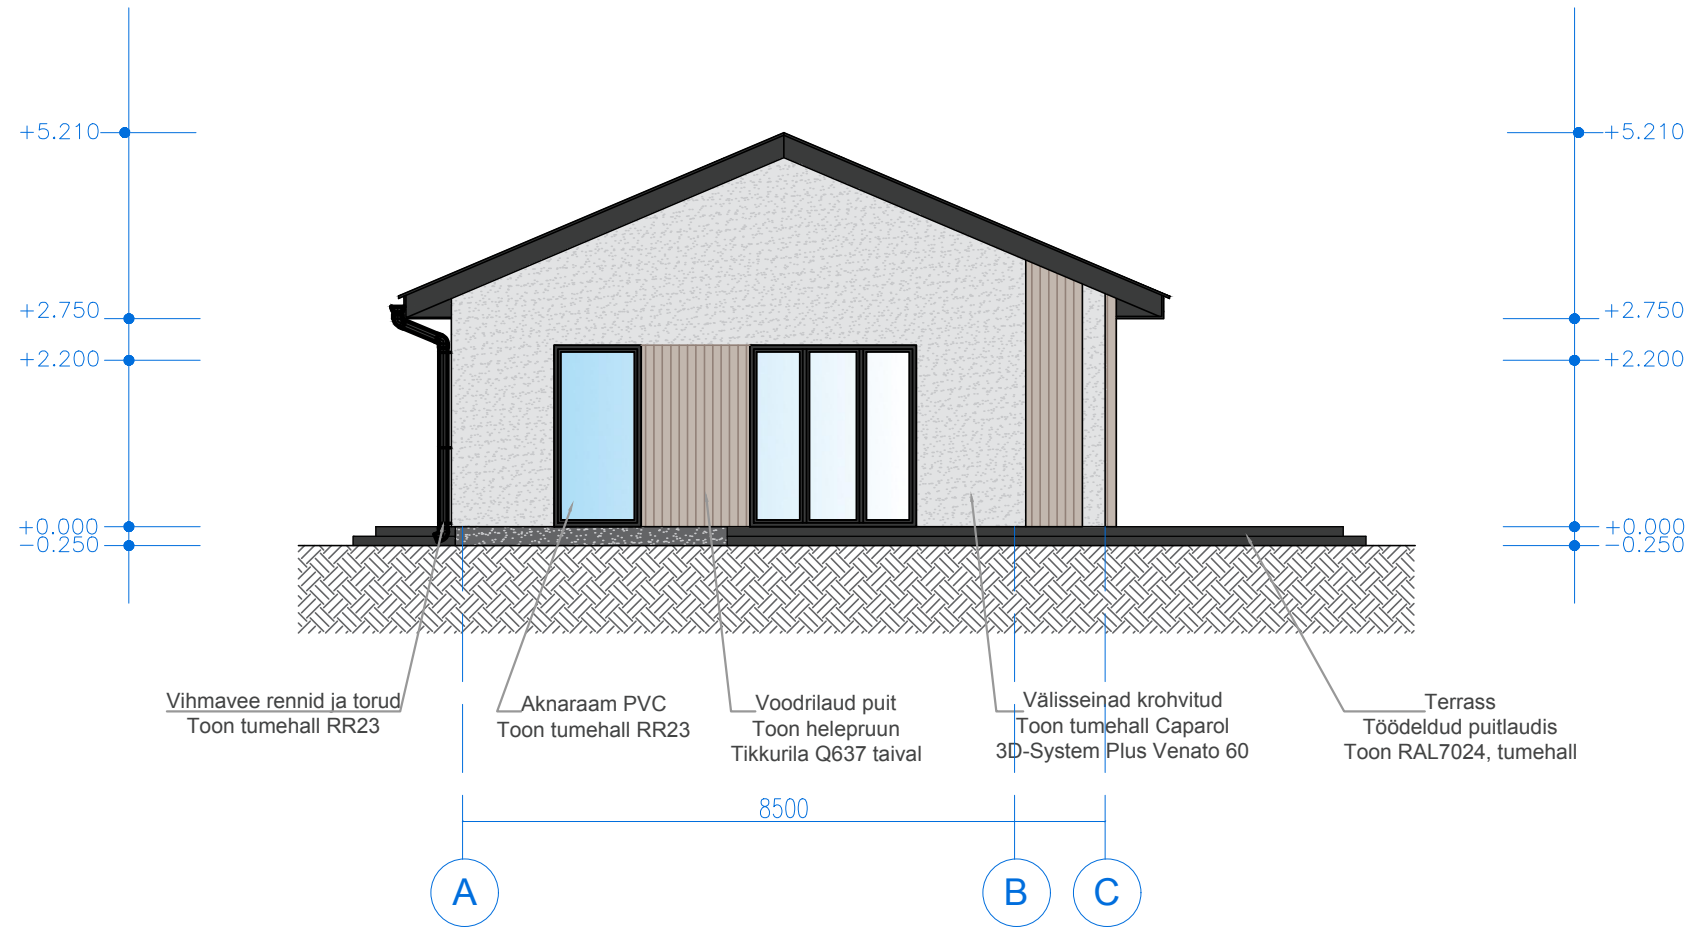 +5.210
+5.210
+2.750
+2.750
+2.200
+2.200
+0.000
+0.000
-0.250
-0.250
Vihmavee rennid ja torud
Toon tumehall RR23
Aknaraam PVC
Toon tumehall RR23
Voodrilaud puit
Toon helepruun
Tikkurila Q637 taival
Välisseinad krohvitud
Toon tumehall Caparol
3D-System Plus Venato 60
Terrass
Töödeldud puitlaudis
Toon RAL7024, tumehall
8500
A
B
C